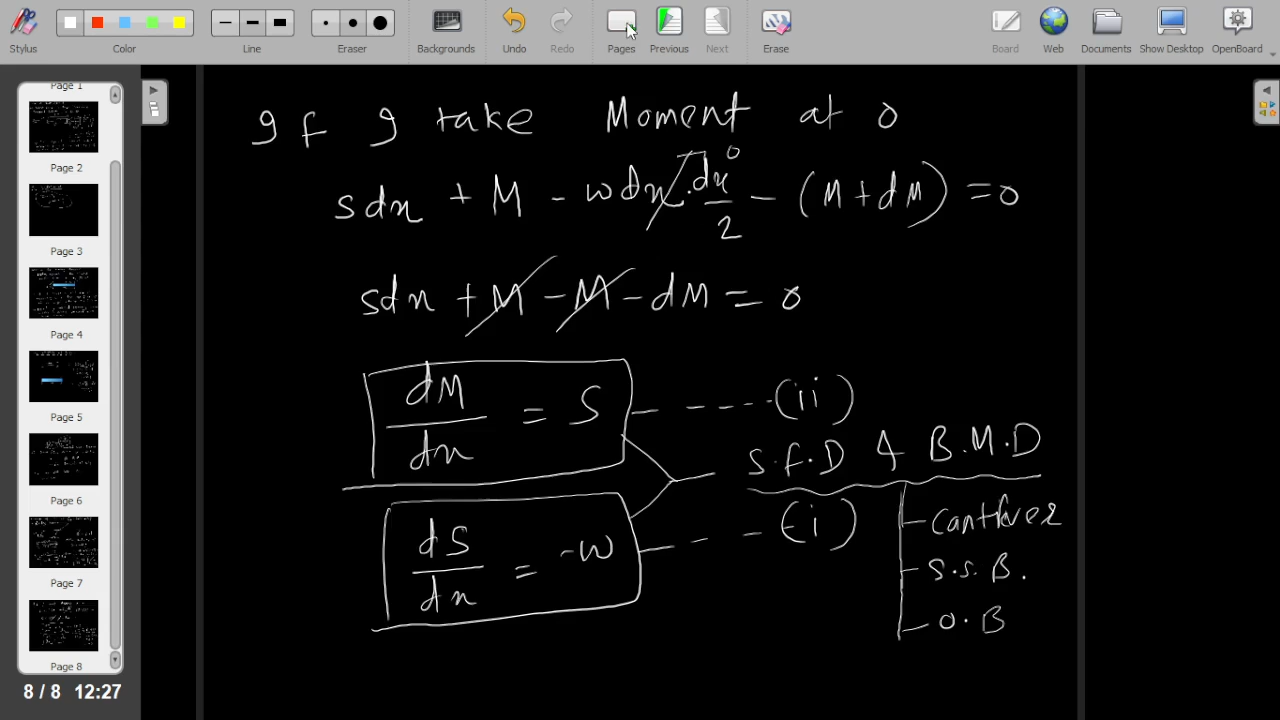 Stylus Color Line Eraser Backgrounds Undo Redo Pages Previous Next Erase Board Web Documents Show Desktop OpenBoard
Page 1
Page 2
Page 3
Page 4
Page 5
Page 6
Page 7
Page 8
8 / 8 12:27
If I take Moment at O
sdx + M - wdx.dx/2 - (M + dM) = 0
0
sdx + M - M - dM = 0
dM/dx = S ----- (ii)
S.F.D & B.M.D
dS/dx = -w --- (i)
Cantilever
S.S.B.
O.B